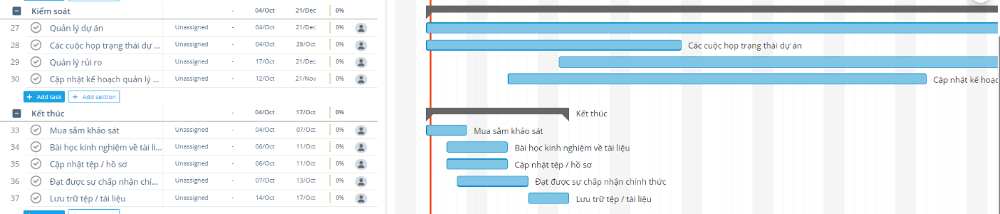 Kiểm soát - 04/Oct 21/Dec 0%
27 Quản lý dự án Unassigned - 04/Oct 21/Dec 0%
28 Các cuộc họp trạng thái dự ... Unassigned - 04/Oct 28/Oct 0% Các cuộc họp trạng thái dự án
29 Quản lý rủi ro Unassigned - 17/Oct 21/Dec 0%
30 Cập nhật kế hoạch quản lý ... Unassigned - 12/Oct 21/Nov 0% Cập nhật kế hoạc
+ Add task + Add section
Kết thúc - 04/Oct 17/Oct 0% Kết thúc
33 Mua sắm khảo sát Unassigned - 04/Oct 07/Oct 0% Mua sắm khảo sát
34 Bài học kinh nghiệm về tài li... Unassigned - 06/Oct 11/Oct 0% Bài học kinh nghiệm về tài liệu
35 Cập nhật tệp / hồ sơ Unassigned - 06/Oct 11/Oct 0% Cập nhật tệp / hồ sơ
36 Đạt được sự chấp nhận chí... Unassigned - 07/Oct 13/Oct 0% Đạt được sự chấp nhận chính thức
37 Lưu trữ tệp / tài liệu Unassigned - 14/Oct 17/Oct 0% Lưu trữ tệp / tài liệu